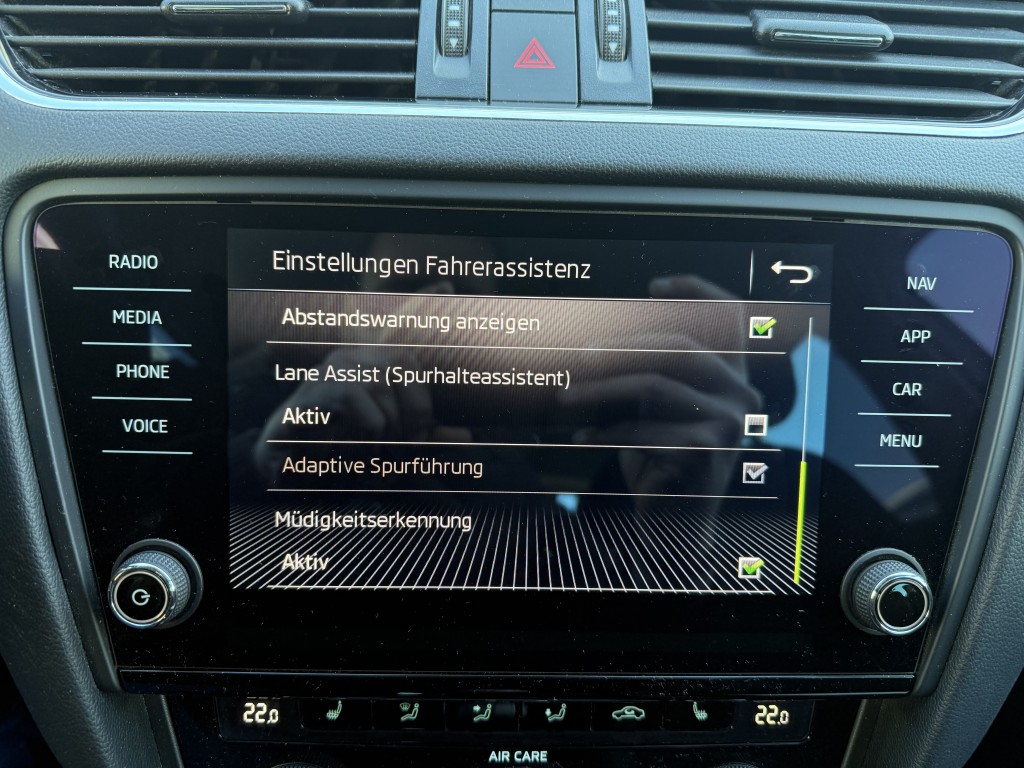 Einstellungen Fahrerassistenz
RADIO
MEDIA
PHONE
VOICE
Abstandswarnung anzeigen
Lane Assist (Spurhalteassistent)
Aktiv
Adaptive Spurführung
Müdigkeitserkennung
Aktiv
NAV
APP
CAR
MENU
22.0
22.0
AIR CARE